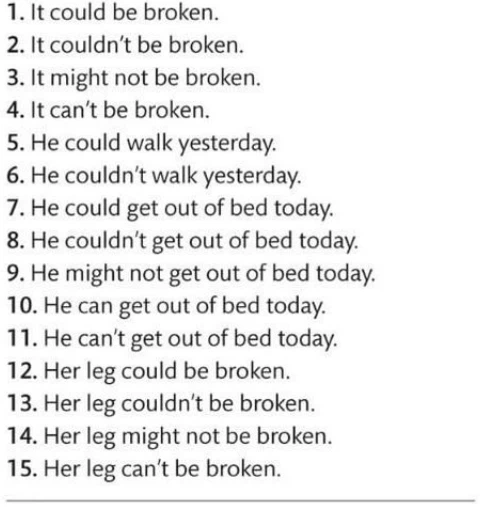 1. It could be broken.
2. It couldn't be broken.
3. It might not be broken.
4. It can't be broken.
5. He could walk yesterday.
6. He couldn't walk yesterday.
7. He could get out of bed today.
8. He couldn't get out of bed today.
9. He might not get out of bed today.
10. He can get out of bed today.
11. He can't get out of bed today.
12. Her leg could be broken.
13. Her leg couldn't be broken.
14. Her leg might not be broken.
15. Her leg can't be broken.